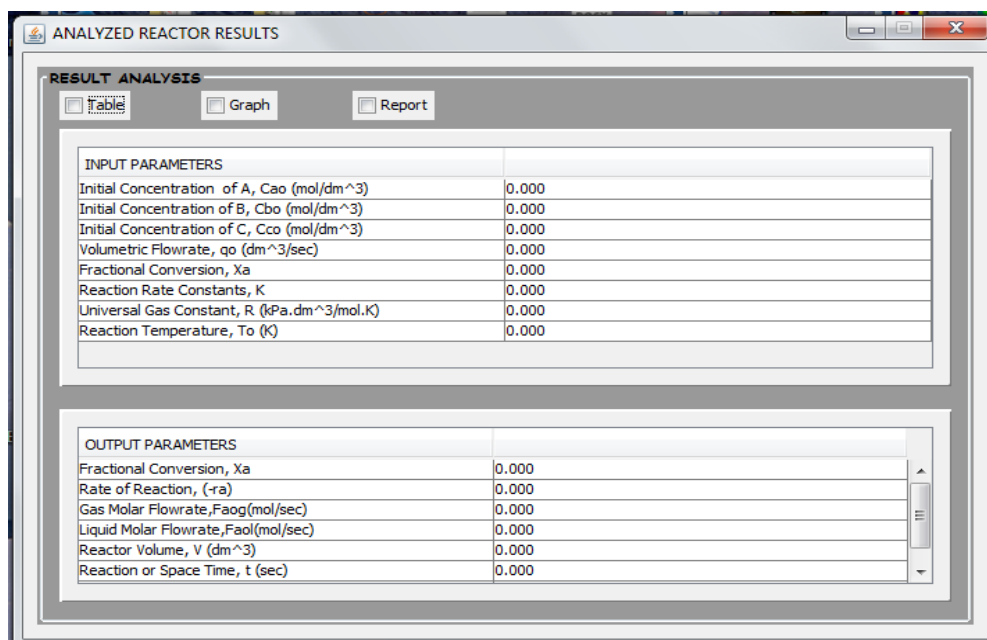 ANALYZED REACTOR RESULTS
RESULT ANALYSIS
Table Graph Report
INPUT PARAMETERS
Initial Concentration of A, Cao (mol/dm^3) 0.000
Initial Concentration of B, Cbo (mol/dm^3) 0.000
Initial Concentration of C, Cco (mol/dm^3) 0.000
Volumetric Flowrate, qo (dm^3/sec) 0.000
Fractional Conversion, Xa 0.000
Reaction Rate Constants, K 0.000
Universal Gas Constant, R (kPa.dm^3/mol.K) 0.000
Reaction Temperature, To (K) 0.000
OUTPUT PARAMETERS
Fractional Conversion, Xa 0.000
Rate of Reaction, (-ra) 0.000
Gas Molar Flowrate,Faog(mol/sec) 0.000
Liquid Molar Flowrate,Faol(mol/sec) 0.000
Reactor Volume, V (dm^3) 0.000
Reaction or Space Time, t (sec) 0.000